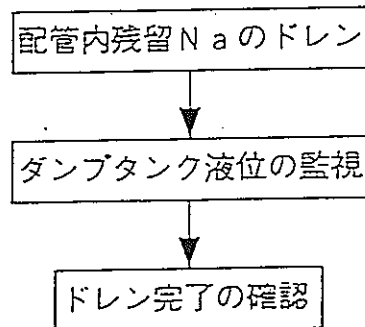 配管内残留Naのドレン
ダンプタンク液位の監視
ドレン完了の確認